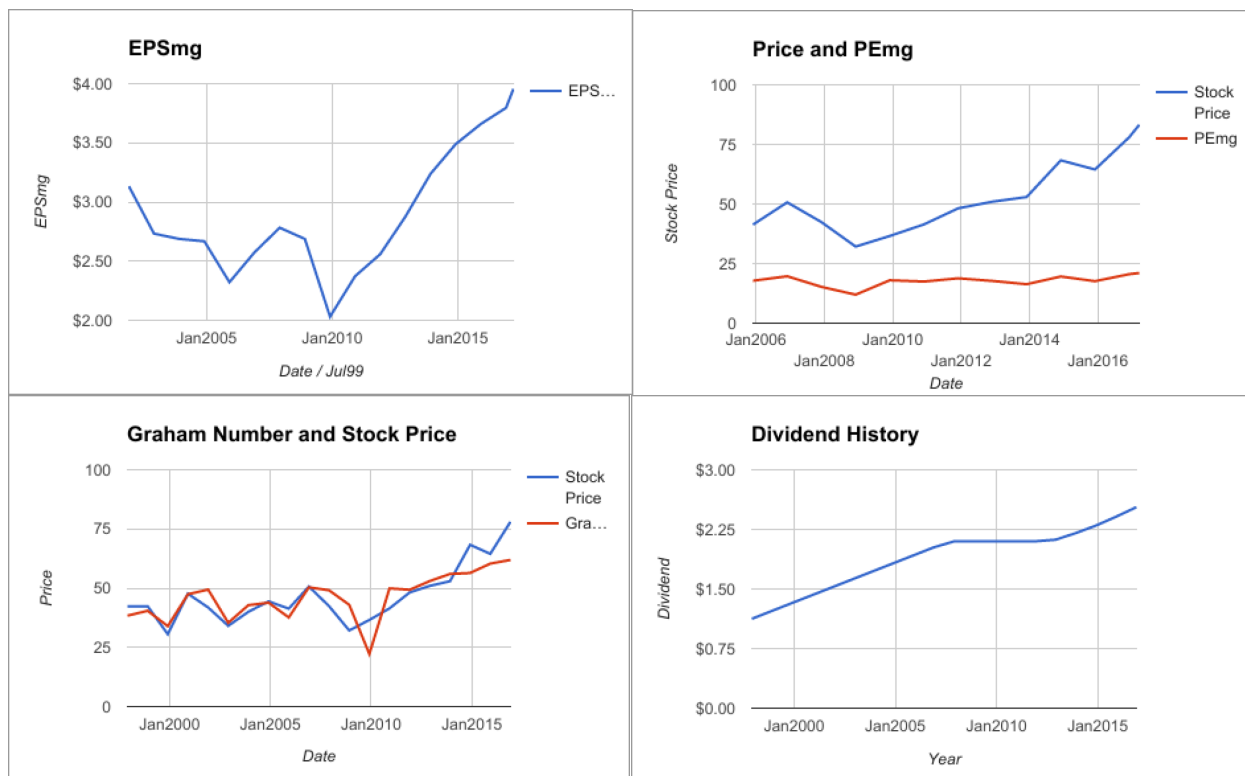 EPSmg
$4.00
$3.50
$3.00
$2.50
$2.00
EPSmg
Jan2005
Jan2010
Jan2015
Date / Jul99
EPS…
Price and PEmg
100
75
50
25
0
Stock Price
Jan2006
Jan2008
Jan2010
Jan2012
Jan2014
Jan2016
Date
Stock
Price
PEmg
Graham Number and Stock Price
100
75
50
25
0
Price
Jan2000
Jan2005
Jan2010
Jan2015
Date
Stock
Price
Gra…
Dividend History
$3.00
$2.25
$1.50
$0.75
$0.00
Dividend
Jan2000
Jan2005
Jan2010
Jan2015
Year